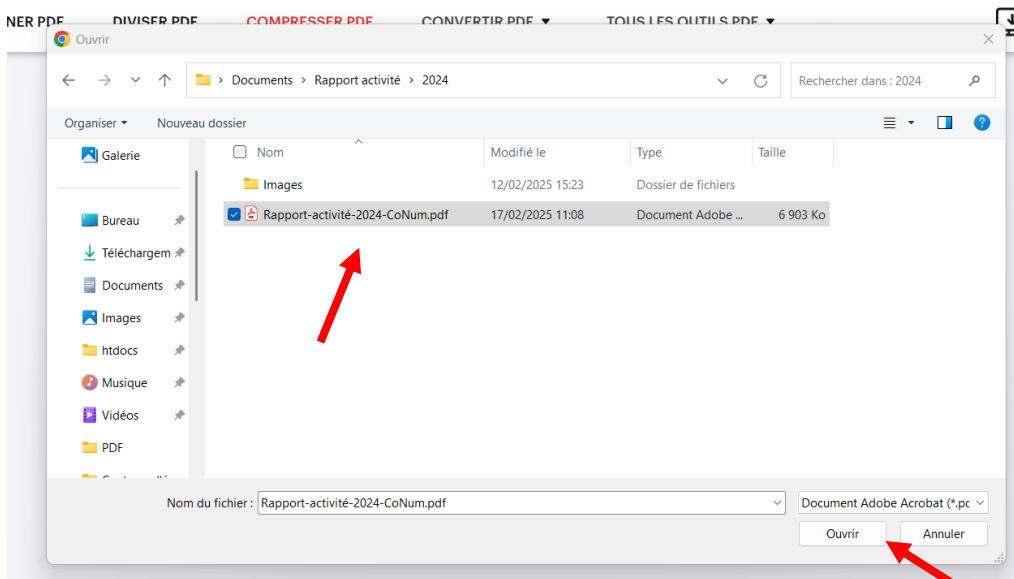 NER PDF DIVISER PDF COMPRESSER PDF CONVERTIR PDF TOUS LES OUTILS PDF
Ouvrir
Documents Rapport activité 2024 Rechercher dans : 2024
Organiser Nouveau dossier
Galerie
Nom Modifié le Type Taille
Images 12/02/2025 15:23 Dossier de fichiers
Rapport-activité-2024-CoNum.pdf 17/02/2025 11:08 Document Adobe ... 6 903 Ko
Bureau
Téléchargem
Documents
Images
htdocs
Musique
Vidéos
PDF
Nom du fichier : Rapport-activité-2024-CoNum.pdf Document Adobe Acrobat (*.pc
Ouvrir Annuler